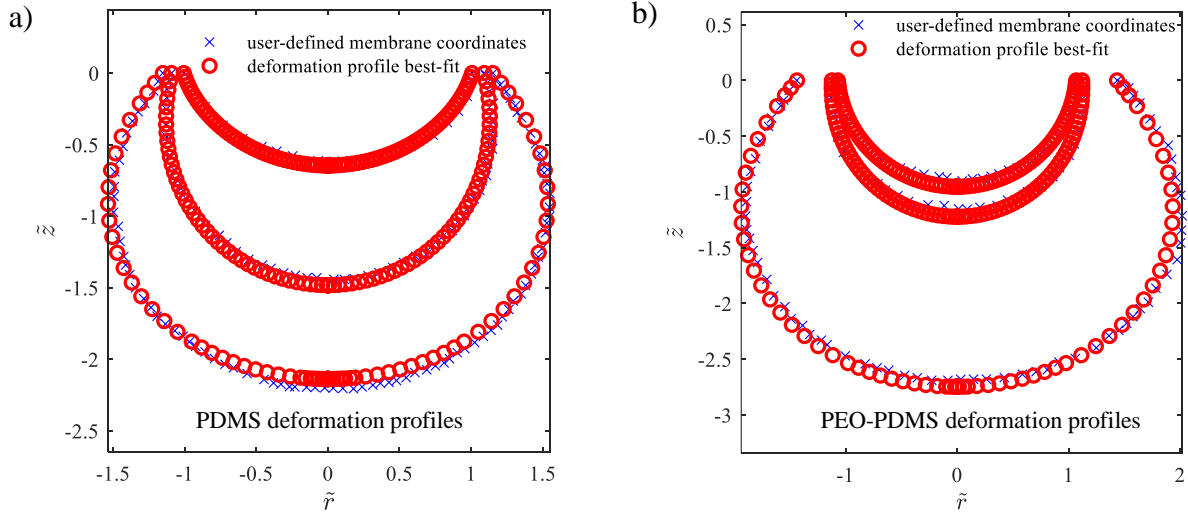 a)
× user-defined membrane coordinates
deformation profile best-fit
0
-0.5
-1
-1.5
-2
-2.5
z̃
PDMS deformation profiles
-1.5 -1 -0.5 0 0.5 1 1.5
r̃
b)
× user-defined membrane coordinates
deformation profile best-fit
0.5
0
-0.5
-1
-1.5
-2
-2.5
-3
z̃
PEO-PDMS deformation profiles
-1 0 1 2
r̃